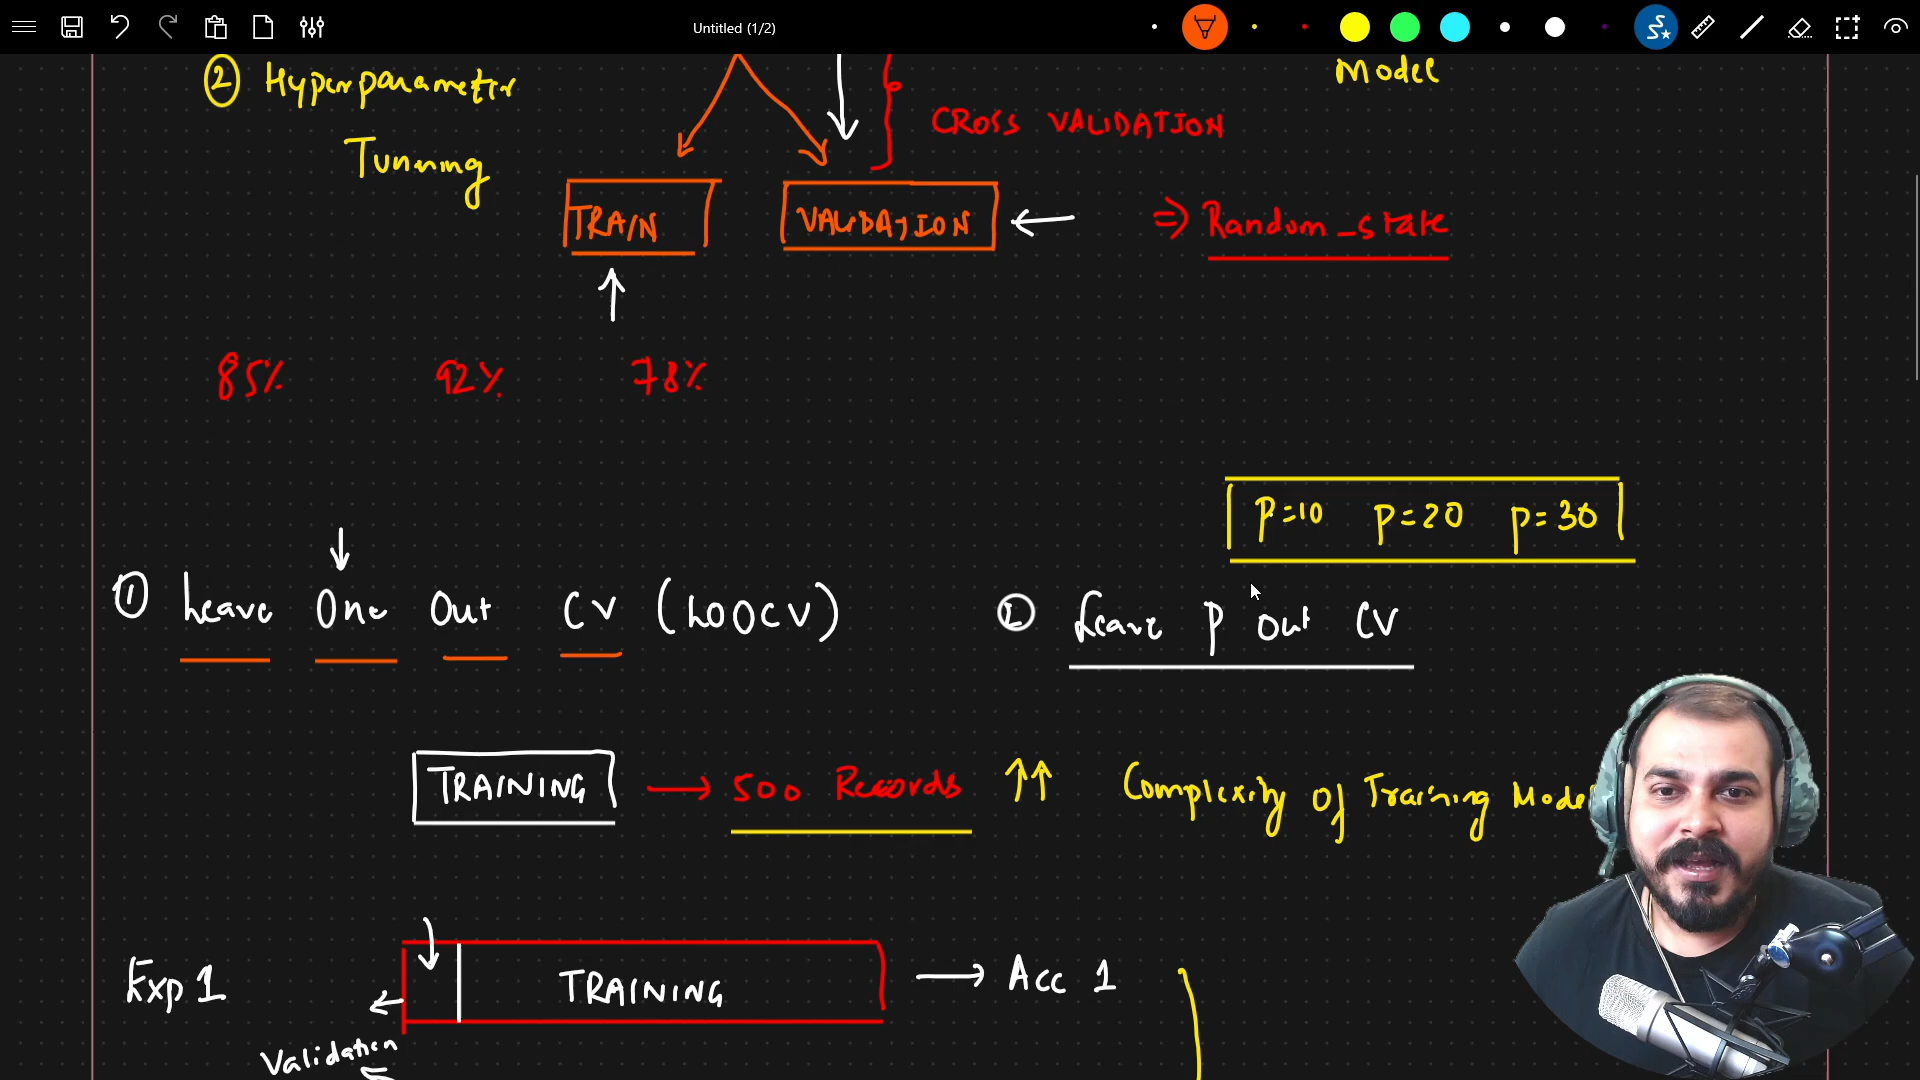 Untitled (1/2)
② Hyperparameter
Tunning
Model
CROSS VALIDATION
TRAIN
VALIDATION
⇒ Random_state
85% 92% 78%
P=10 P=20 P=30
① Leave One Out CV (LOOCV)
② Leave P Out CV
TRAINING → 500 Records ↑↑ Complexity Of Training Model
Exp 1
TRAINING → Acc 1
Validation